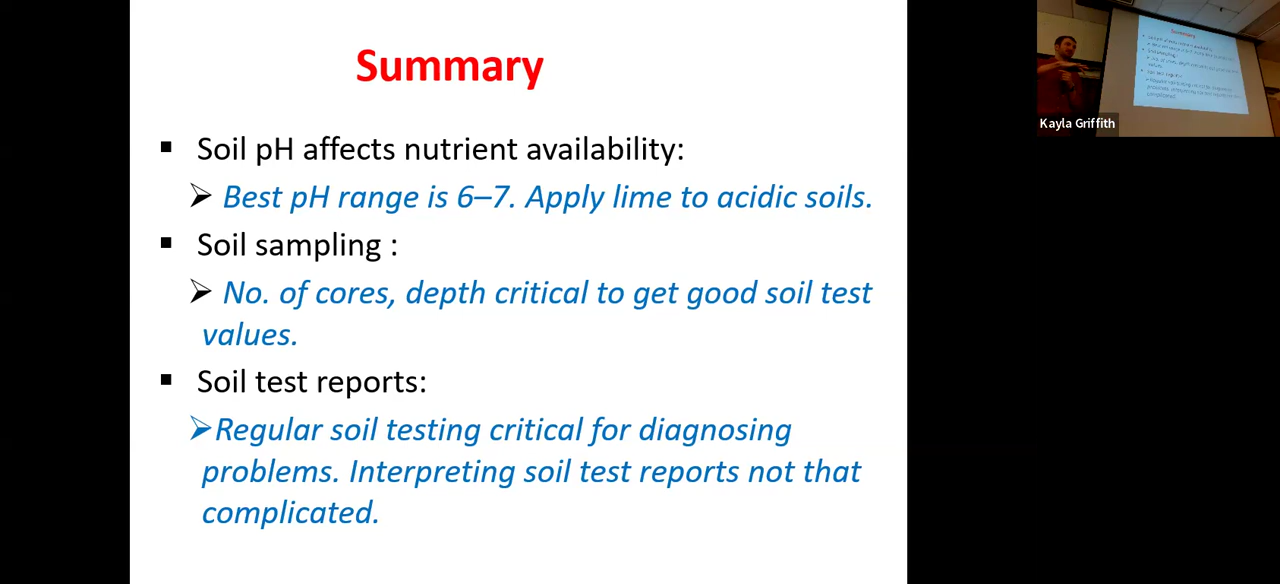 Summary
▪ Soil pH affects nutrient availability:
➢ Best pH range is 6–7. Apply lime to acidic soils.
▪ Soil sampling :
➢ No. of cores, depth critical to get good soil test
values.
▪ Soil test reports:
➢Regular soil testing critical for diagnosing
problems. Interpreting soil test reports not that
complicated.
Summary
Kayla Griffith